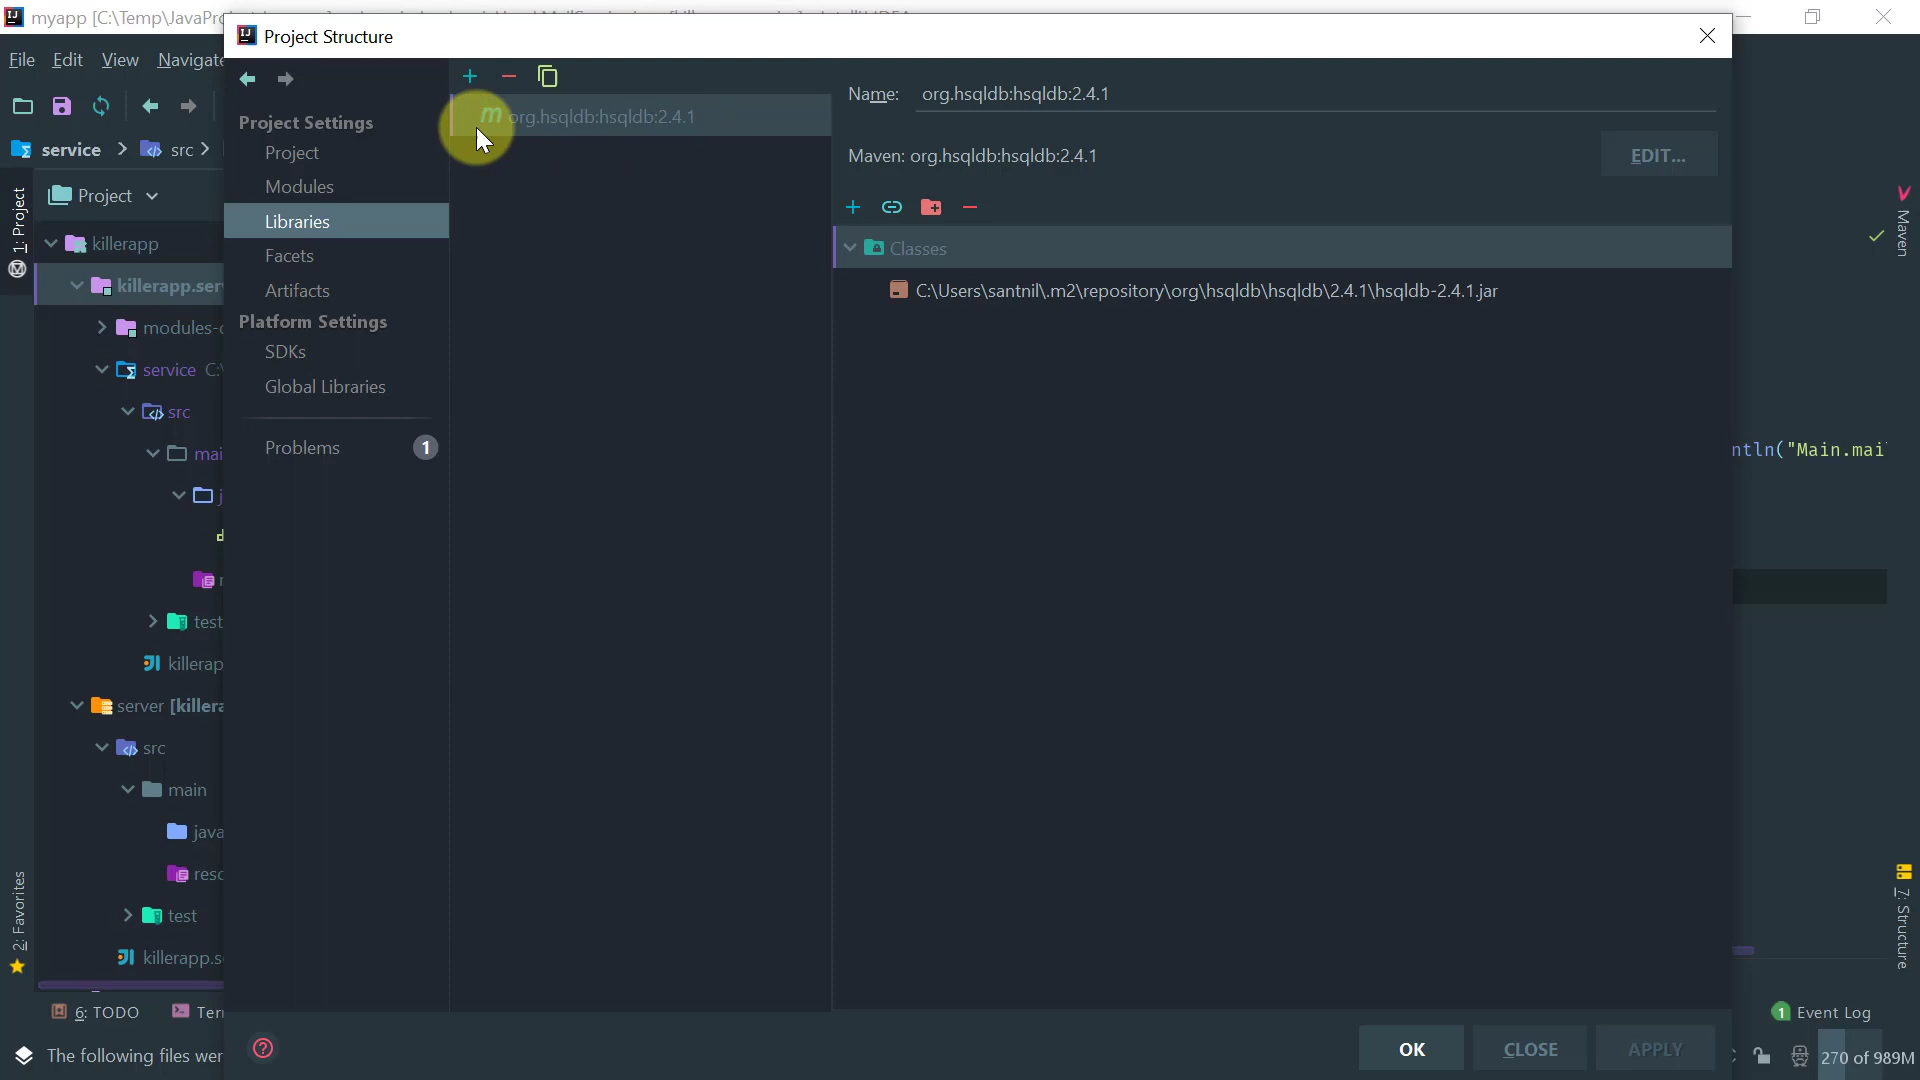 myapp [C:\Temp\JavaPro
Project Structure
File Edit View Navigate
Project Settings
Project
Modules
Libraries
Facets
Artifacts
Platform Settings
SDKs
Global Libraries
Problems 1
org.hsqldb:hsqldb:2.4.1
Name: org.hsqldb:hsqldb:2.4.1
Maven: org.hsqldb:hsqldb:2.4.1
EDIT...
Classes
C:\Users\santnil\.m2\repository\org\hsqldb\hsqldb\2.4.1\hsqldb-2.4.1.jar
service > src >
Project
1: Project
killerapp
killerapp.ser
modules-
service C:\
src
mai
test
killerap
server [killera
src
main
java
reso
test
killerapp.s
2: Favorites
6: TODO
Ter
The following files wer
OK
CLOSE
APPLY
Maven
ntln("Main.mai
7: Structure
1 Event Log
270 of 989M